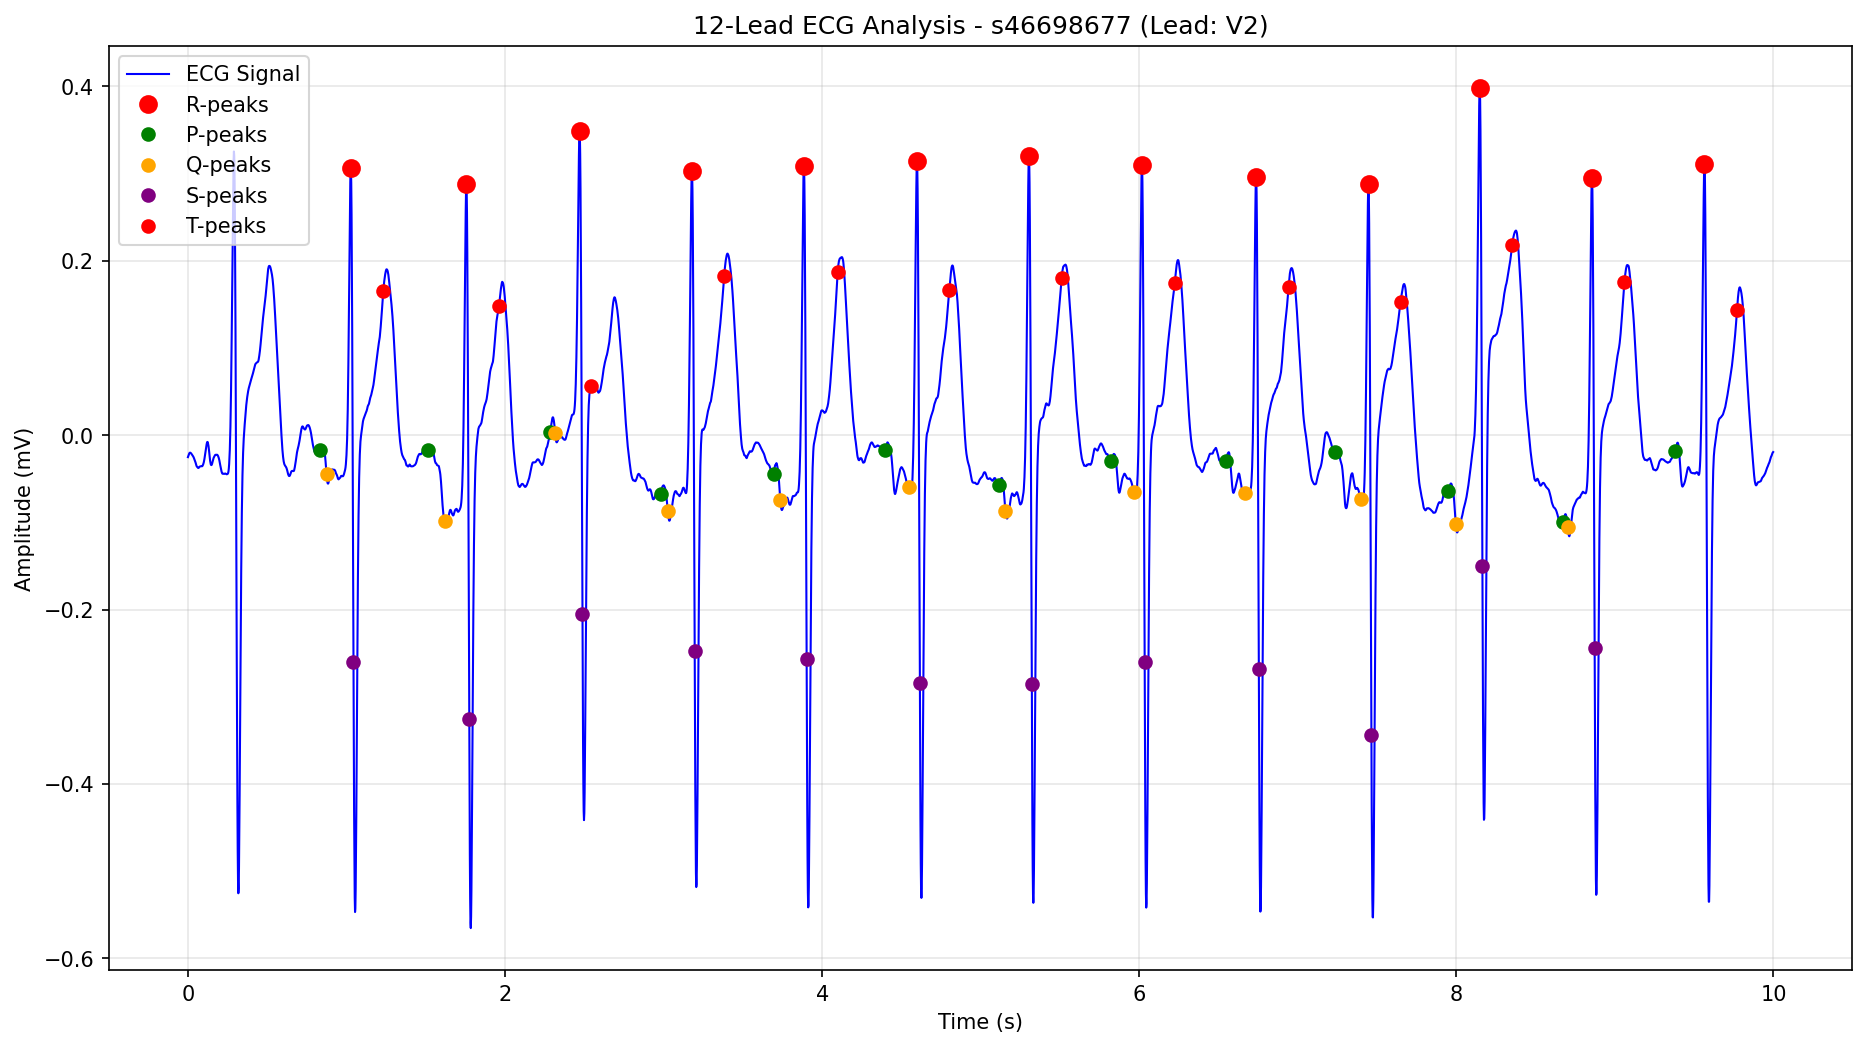 12-Lead ECG Analysis - s46698677 (Lead: V2)
ECG Signal
R-peaks
P-peaks
Q-peaks
S-peaks
T-peaks
0.4
0.2
0.0
−0.2
−0.4
−0.6
Amplitude (mV)
0 2 4 6 8 10
Time (s)